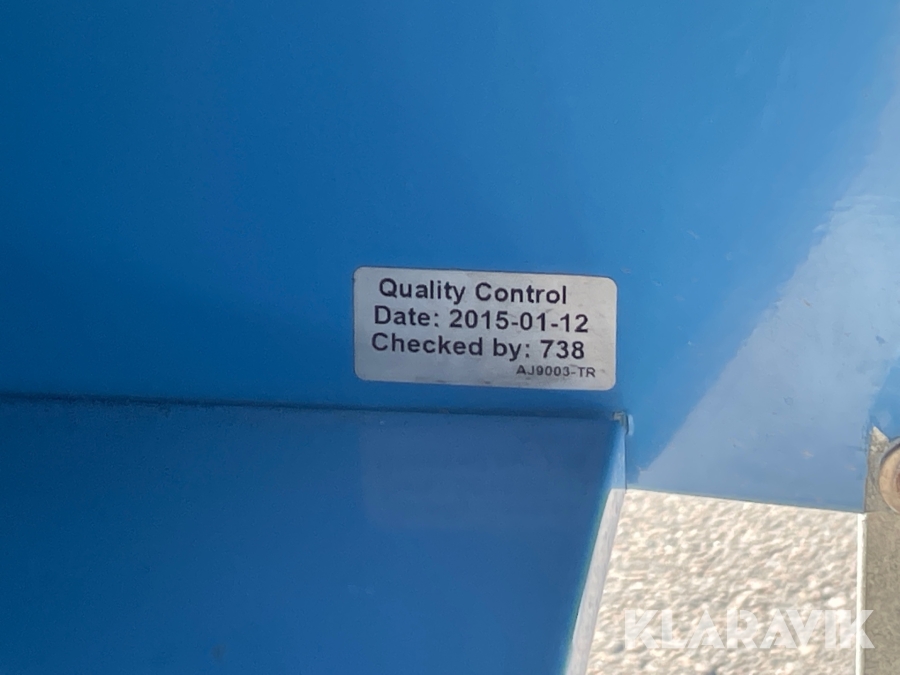 Quality Control
Date: 2015-01-12
Checked by: 738
AJ9003-TR
KLARAVIK